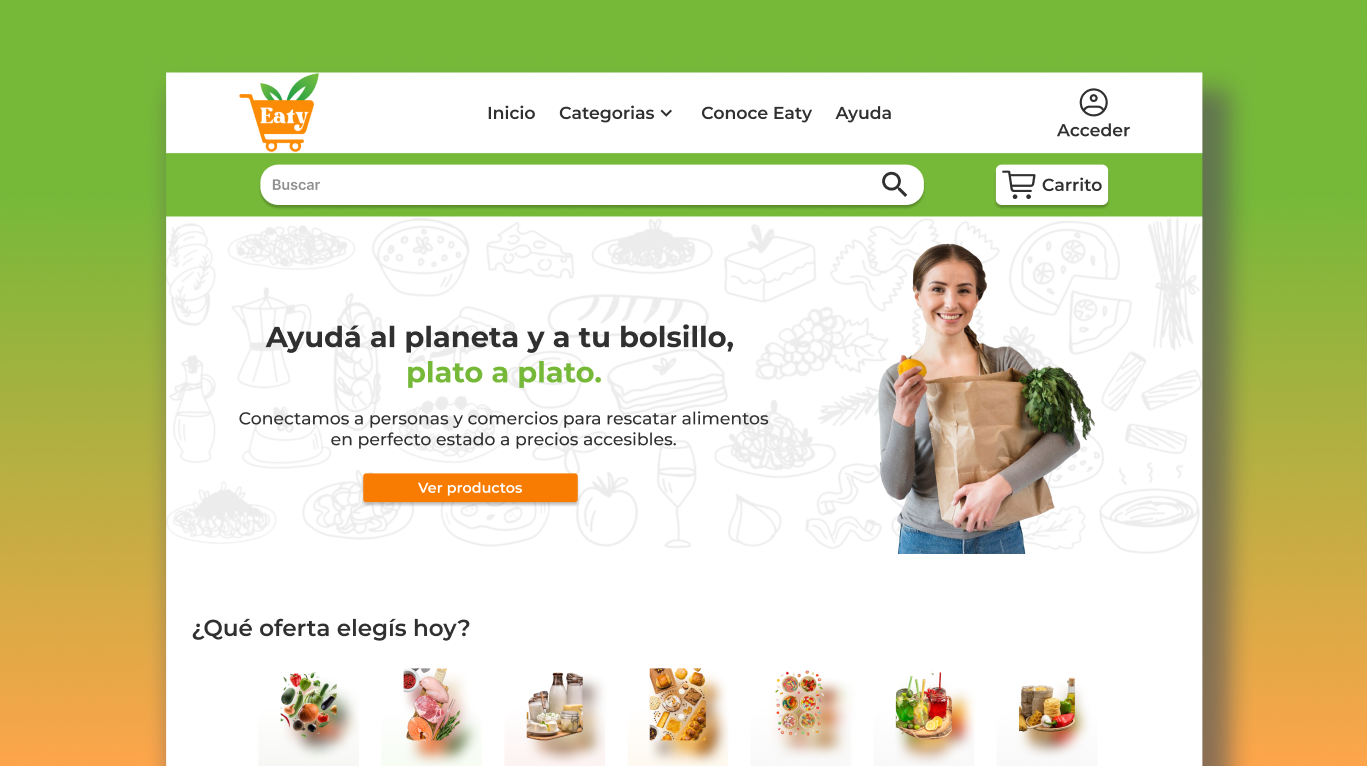 Eaty
Inicio
Categorias
Conoce Eaty
Ayuda
Acceder
Buscar
Carrito
Ayudá al planeta y a tu bolsillo,
plato a plato.
Conectamos a personas y comercios para rescatar alimentos
en perfecto estado a precios accesibles.
Ver productos
¿Qué oferta elegís hoy?